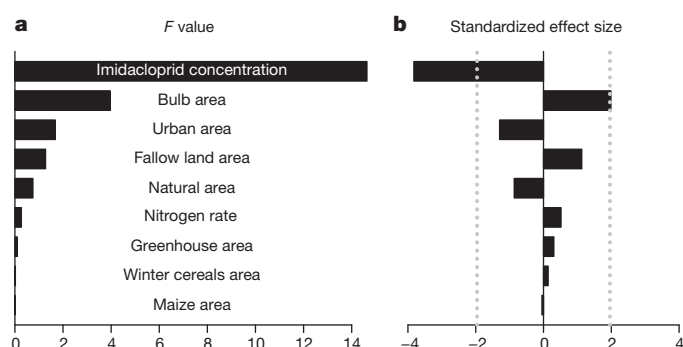 a
F value
b
Standardized effect size
Imidacloprid concentration
Bulb area
Urban area
Fallow land area
Natural area
Nitrogen rate
Greenhouse area
Winter cereals area
Maize area
0 2 4 6 8 10 12 14
–4 –2 0 2 4